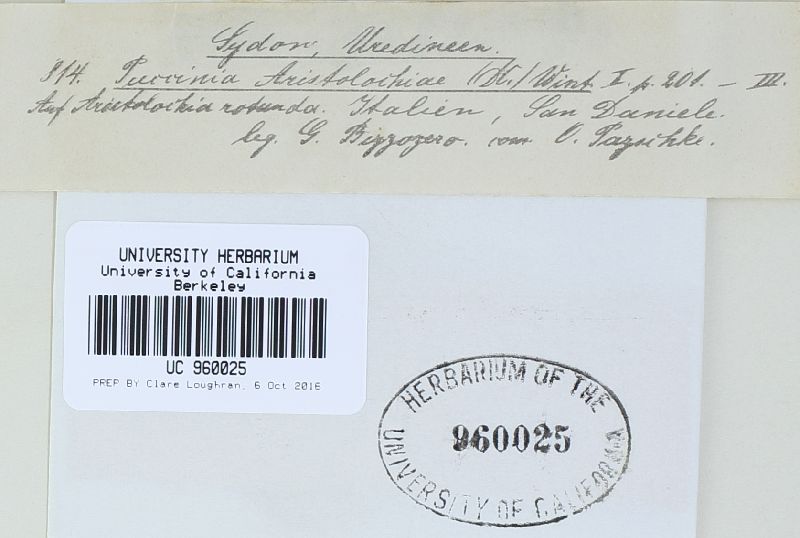 Sydow, Uredineen.
814. Puccinia Aristolochiae (DC.) Wint. I. p. 201. – III.
Auf Aristolochia rotunda. Italien, San Daniele.
leg. G. Bizzozero. com O. Pazschke.
UNIVERSITY HERBARIUM
University of California
Berkeley
UC 960025
PREP BY Clare Loughran, 6 Oct 2016
HERBARIUM OF THE
960025
UNIVERSITY OF CALIFORNIA